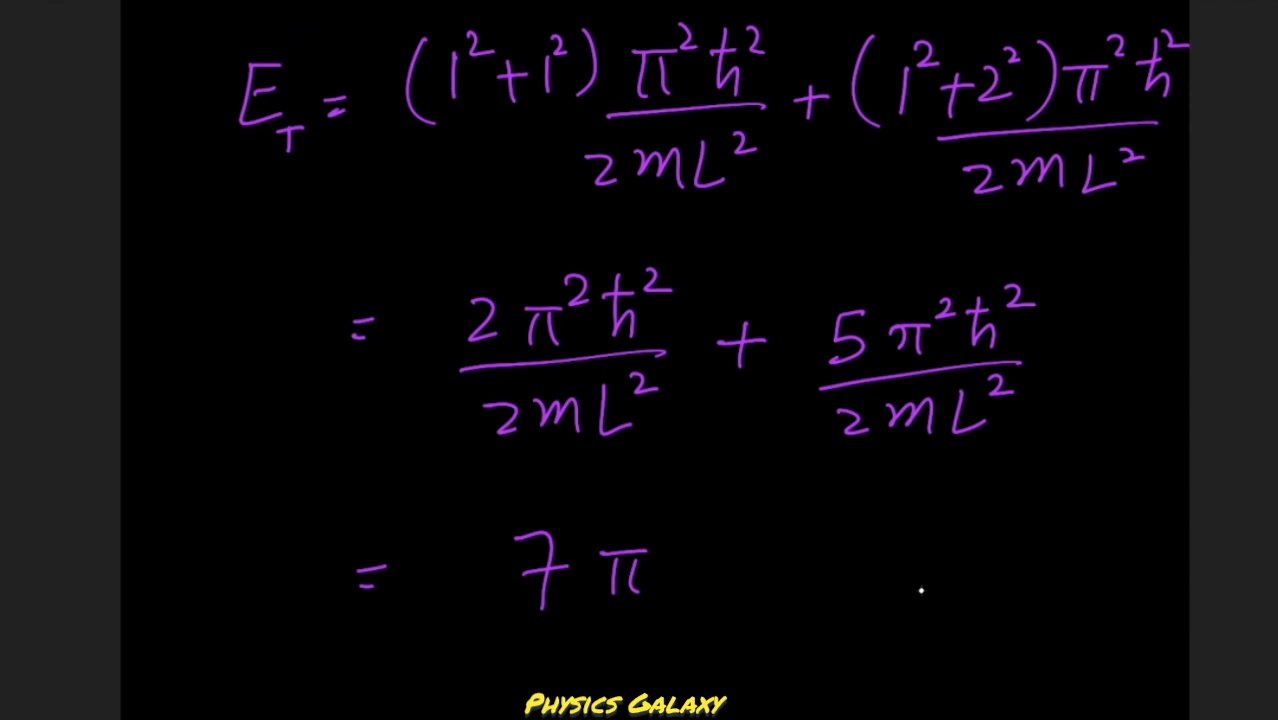 E_T = (1² + 1²) π²ħ² / 2mL² + (1² + 2²) π²ħ² / 2mL²
= 2π²ħ² / 2mL² + 5π²ħ² / 2mL²
= 7π
PHYSICS GALAXY